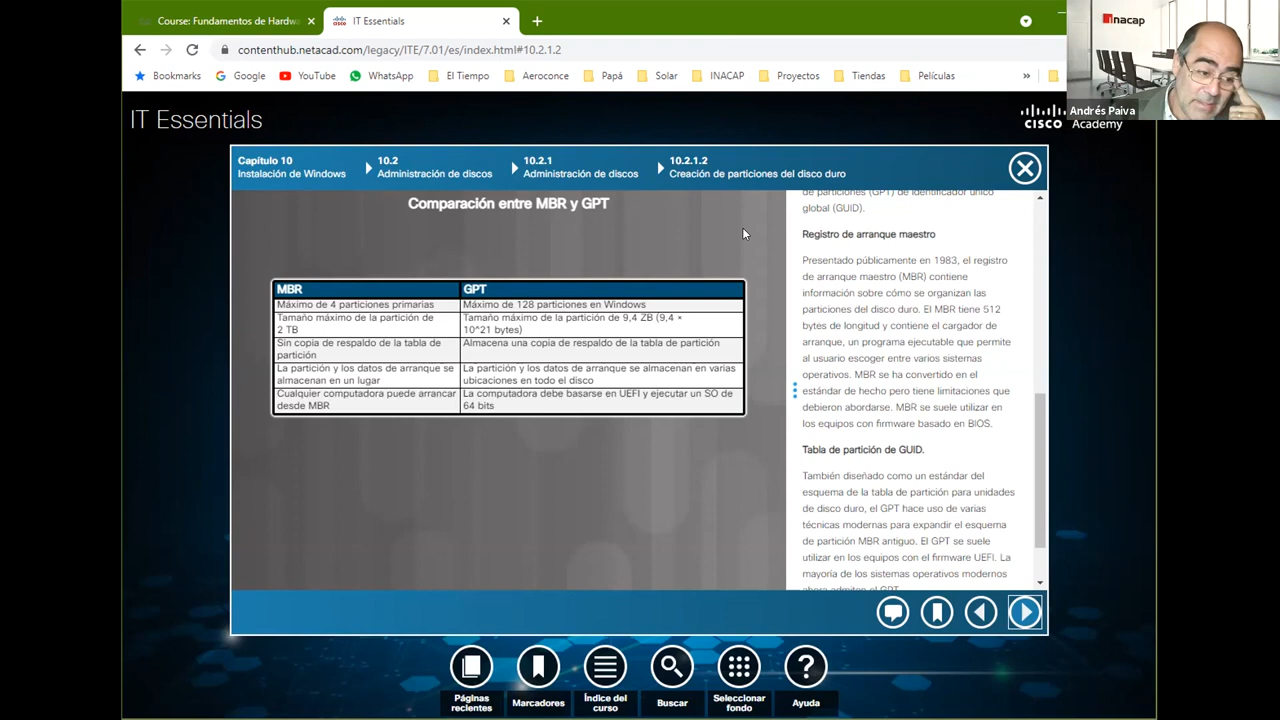 Course: Fundamentos de Hardw
IT Essentials
contenthub.netacad.com/legacy/ITE/7.01/es/index.html#10.2.1.2
Bookmarks
Google
YouTube
WhatsApp
El Tiempo
Aeroconce
Papá
Solar
INACAP
Proyectos
Tiendas
Películas
»
inacap
Andrés Paiva
IT Essentials
cisco Academy
Capítulo 10
Instalación de Windows
10.2
Administración de discos
10.2.1
Administración de discos
10.2.1.2
Creación de particiones del disco duro
Comparación entre MBR y GPT
MBR
GPT
Máximo de 4 particiones primarias
Máximo de 128 particiones en Windows
Tamaño máximo de la partición de
2 TB
Tamaño máximo de la partición de 9,4 ZB (9,4 ×
10^21 bytes)
Sin copia de respaldo de la tabla de
partición
Almacena una copia de respaldo de la tabla de partición
La partición y los datos de arranque se
almacenan en un lugar
La partición y los datos de arranque se almacenan en varias
ubicaciones en todo el disco
Cualquier computadora puede arrancar
desde MBR
La computadora debe basarse en UEFI y ejecutar un SO de
64 bits
de particiones (GPT) de identificador único
global (GUID).
Registro de arranque maestro
Presentado públicamente en 1983, el registro
de arranque maestro (MBR) contiene
información sobre cómo se organizan las
particiones del disco duro. El MBR tiene 512
bytes de longitud y contiene el cargador de
arranque, un programa ejecutable que permite
al usuario escoger entre varios sistemas
operativos. MBR se ha convertido en el
estándar de hecho pero tiene limitaciones que
debieron abordarse. MBR se suele utilizar en
los equipos con firmware basado en BIOS.
Tabla de partición de GUID.
También diseñado como un estándar del
esquema de la tabla de partición para unidades
de disco duro, el GPT hace uso de varias
técnicas modernas para expandir el esquema
de partición MBR antiguo. El GPT se suele
utilizar en los equipos con el firmware UEFI. La
mayoría de los sistemas operativos modernos
ahora admiten el GPT.
Páginas
recientes
Marcadores
Índice del
curso
Buscar
Seleccionar
fondo
?
Ayuda